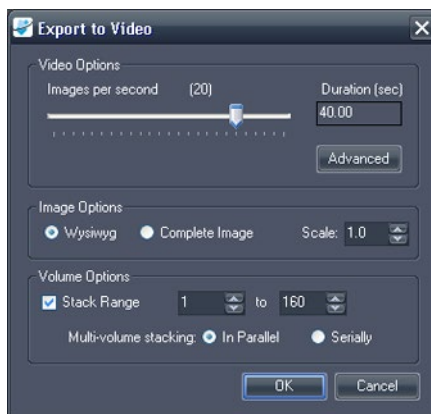 Export to Video
Video Options
Images per second (20) Duration (sec)
40.00
Advanced
Image Options
Wysiwyg Complete Image Scale: 1.0
Volume Options
Stack Range 1 to 160
Multi-volume stacking: In Parallel Serially
OK Cancel